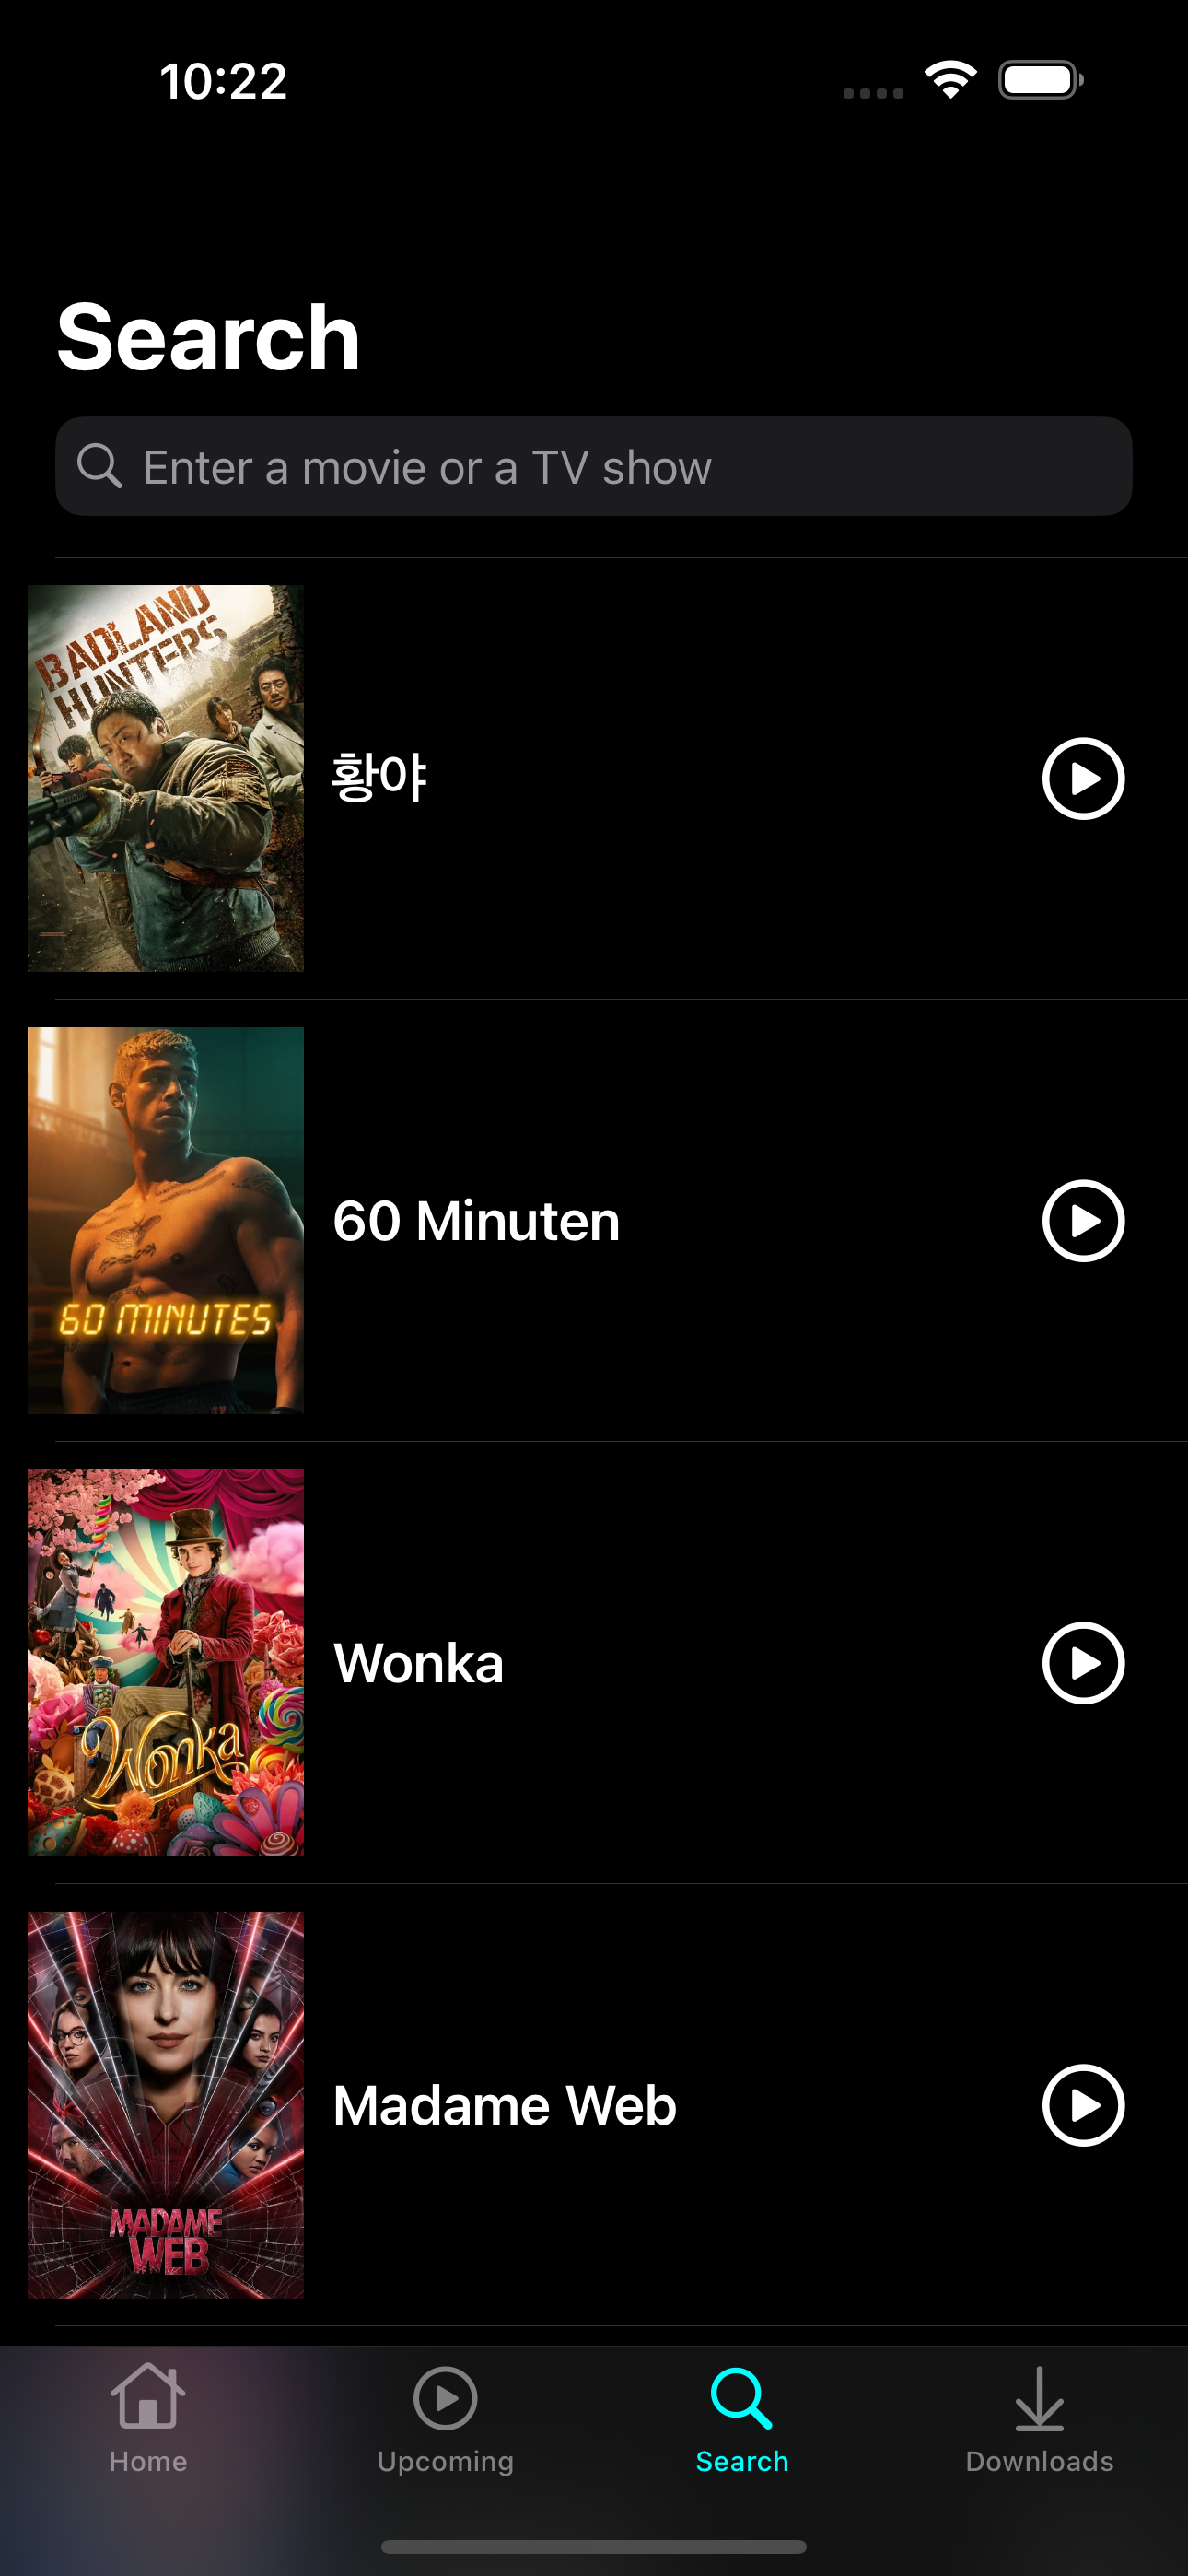 10:22
Search
Enter a movie or a TV show
BADLAND
HUNTERS
황야
60 MINUTES
60 Minuten
Wonka
Wonka
MADAME
WEB
Madame Web
Home
Upcoming
Search
Downloads